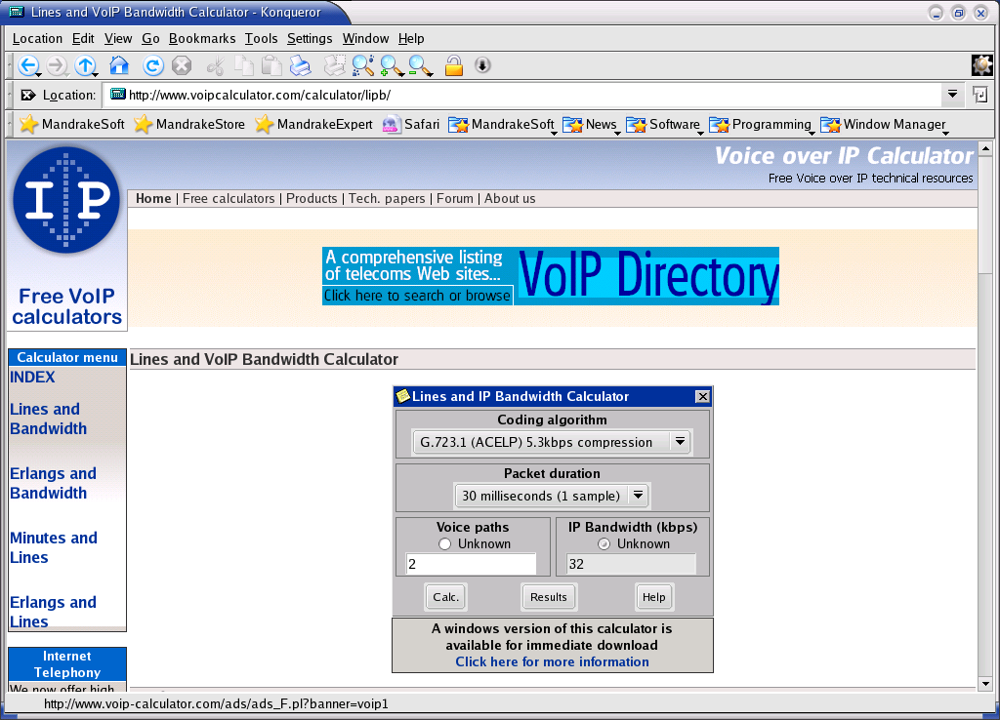 Lines and VoIP Bandwidth Calculator - Konqueror
Location Edit View Go Bookmarks Tools Settings Window Help
Location: http://www.voipcalculator.com/calculator/lipb/
MandrakeSoft MandrakeStore MandrakeExpert Safari MandrakeSoft News Software Programming Window Manager
IP
Free VoIP
calculators
Voice over IP Calculator
Free Voice over IP technical resources
Home | Free calculators | Products | Tech. papers | Forum | About us
A comprehensive listing
of telecoms Web sites...
Click here to search or browse
VoIP Directory
Calculator menu
INDEX
Lines and
Bandwidth
Erlangs and
Bandwidth
Minutes and
Lines
Erlangs and
Lines
Internet
Telephony
We now offer high
Lines and VoIP Bandwidth Calculator
Lines and IP Bandwidth Calculator
Coding algorithm
G.723.1 (ACELP) 5.3kbps compression
Packet duration
30 milliseconds (1 sample)
Voice paths
Unknown
2
IP Bandwidth (kbps)
Unknown
32
Calc. Results Help
A windows version of this calculator is
available for immediate download
Click here for more information
http://www.voip-calculator.com/ads/ads_F.pl?banner=voip1